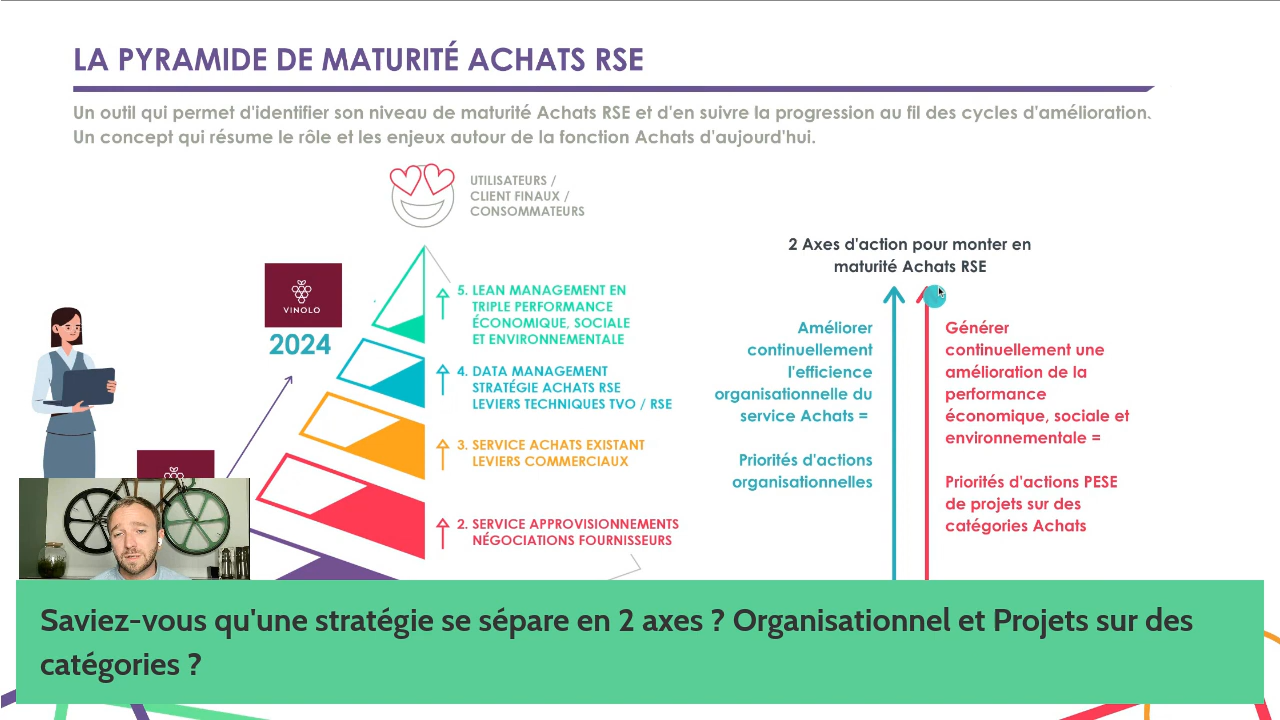 LA PYRAMIDE DE MATURITÉ ACHATS RSE
Un outil qui permet d'identifier son niveau de maturité Achats RSE et d'en suivre la progression au fil des cycles d'amélioration.
Un concept qui résume le rôle et les enjeux autour de la fonction Achats d'aujourd'hui.
UTILISATEURS /
CLIENT FINAUX /
CONSOMMATEURS
VINOLO
2024
5. LEAN MANAGEMENT EN
TRIPLE PERFORMANCE
ÉCONOMIQUE, SOCIALE
ET ENVIRONNEMENTALE
4. DATA MANAGEMENT
STRATÉGIE ACHATS RSE
LEVIERS TECHNIQUES TVO / RSE
3. SERVICE ACHATS EXISTANT
LEVIERS COMMERCIAUX
2. SERVICE APPROVISIONNEMENTS
NÉGOCIATIONS FOURNISSEURS
2 Axes d'action pour monter en
maturité Achats RSE
Améliorer
continuellement
l'efficience
organisationnelle du
service Achats =
Priorités d'actions
organisationnelles
Générer
continuellement une
amélioration de la
performance
économique, sociale et
environnementale =
Priorités d'actions PESE
de projets sur des
catégories Achats
Saviez-vous qu'une stratégie se sépare en 2 axes ? Organisationnel et Projets sur des
catégories ?